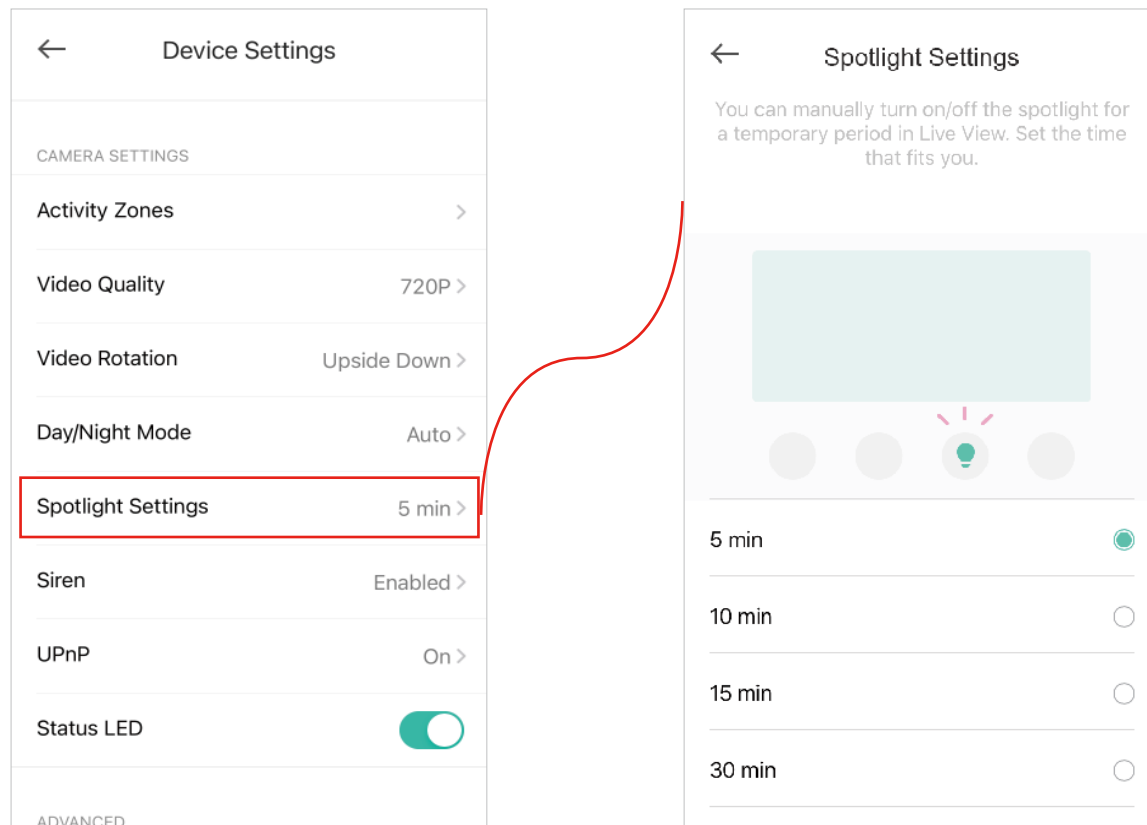 Device Settings
CAMERA SETTINGS
Activity Zones
Video Quality 720P
Video Rotation Upside Down
Day/Night Mode Auto
Spotlight Settings 5 min
Siren Enabled
UPnP On
Status LED
ADVANCED
Spotlight Settings
You can manually turn on/off the spotlight for
a temporary period in Live View. Set the time
that fits you.
5 min
10 min
15 min
30 min